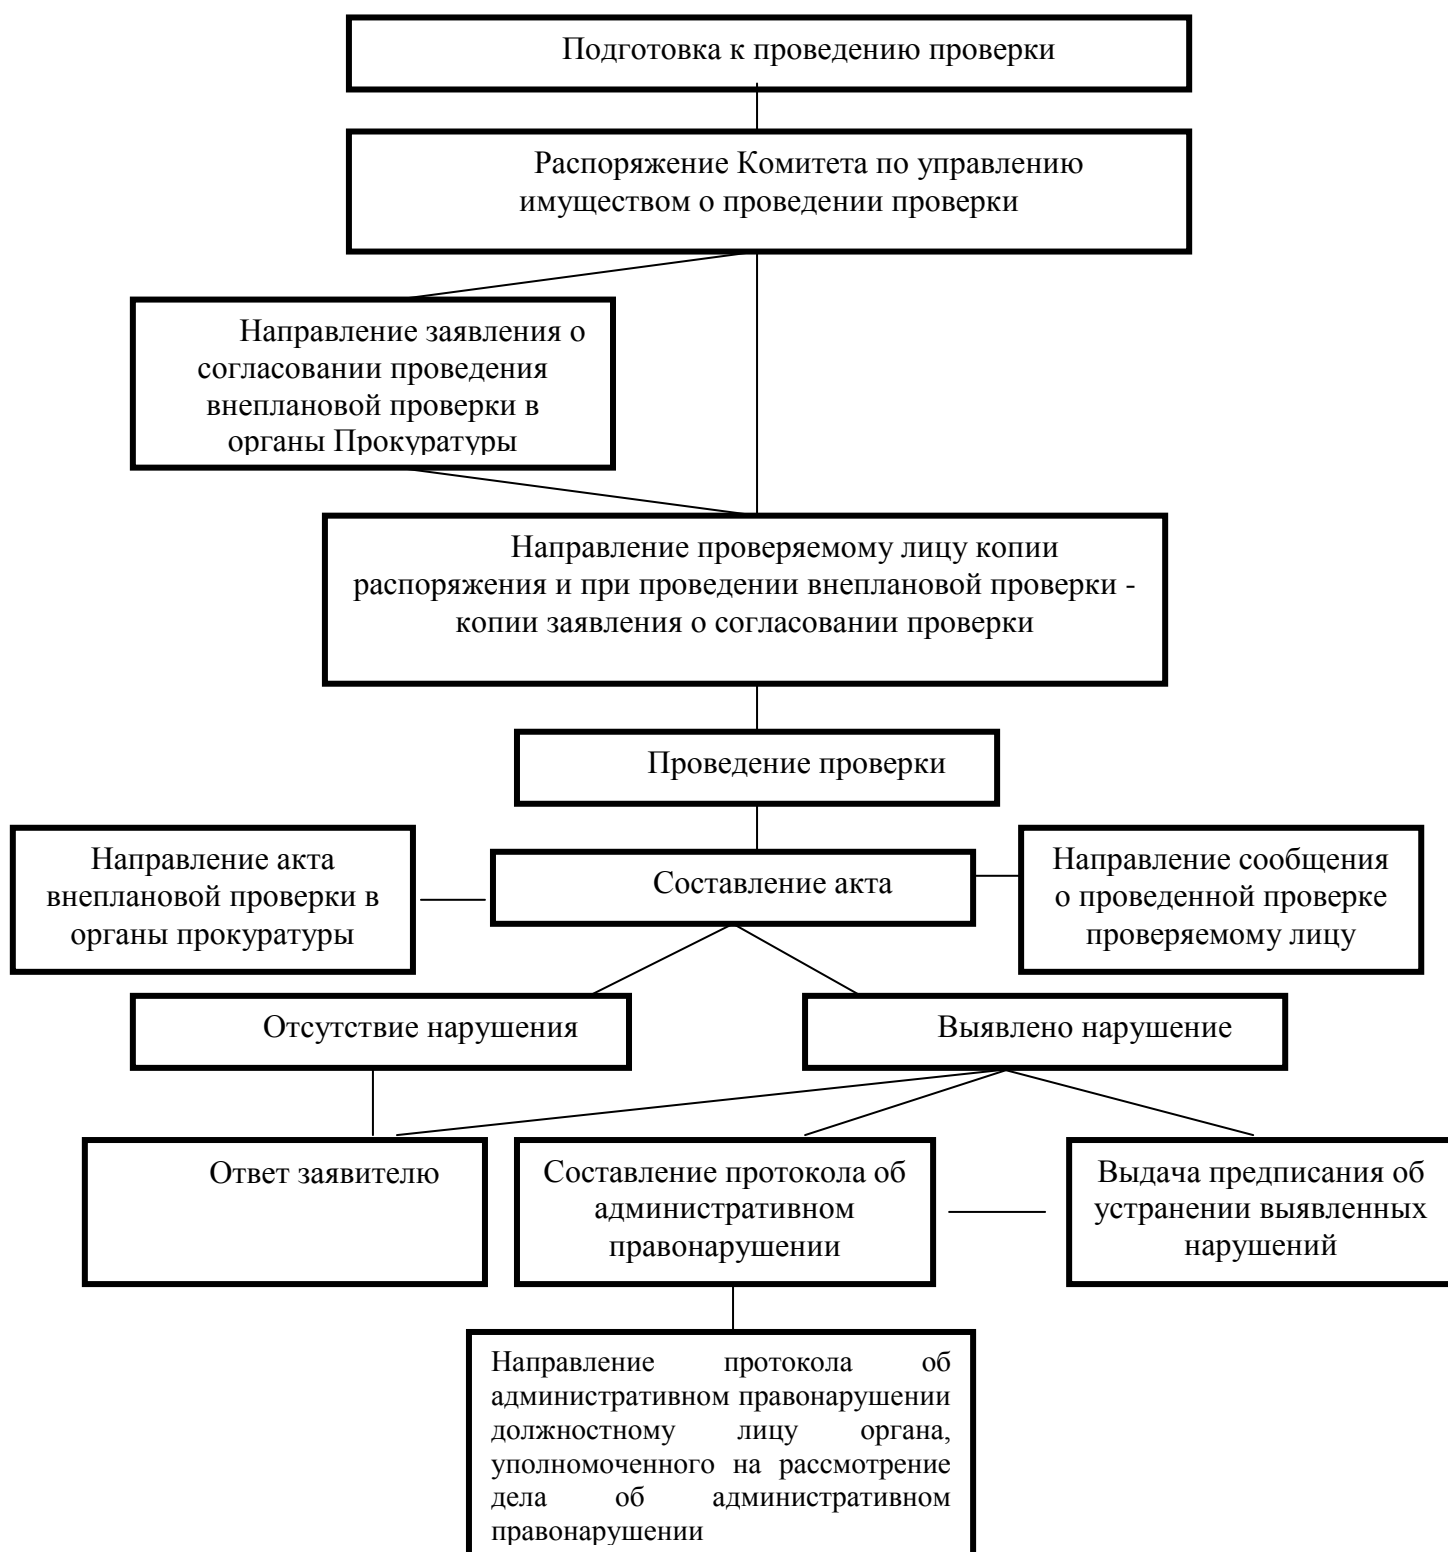 Подготовка к проведению проверки
Распоряжение Комитета по управлению
имуществом о проведении проверки
Направление заявления о
согласовании проведения
внеплановой проверки в
органы Прокуратуры
Направление проверяемому лицу копии
распоряжения и при проведении внеплановой проверки -
копии заявления о согласовании проверки
Проведение проверки
Направление акта
внеплановой проверки в
органы прокуратуры
Составление акта
Направление сообщения
о проведенной проверке
проверяемому лицу
Отсутствие нарушения
Выявлено нарушение
Ответ заявителю
Составление протокола об
административном
правонарушении
Выдача предписания об
устранении выявленных
нарушений
Направление протокола об
административном правонарушении
должностному лицу органа,
уполномоченного на рассмотрение
дела об административном
правонарушении